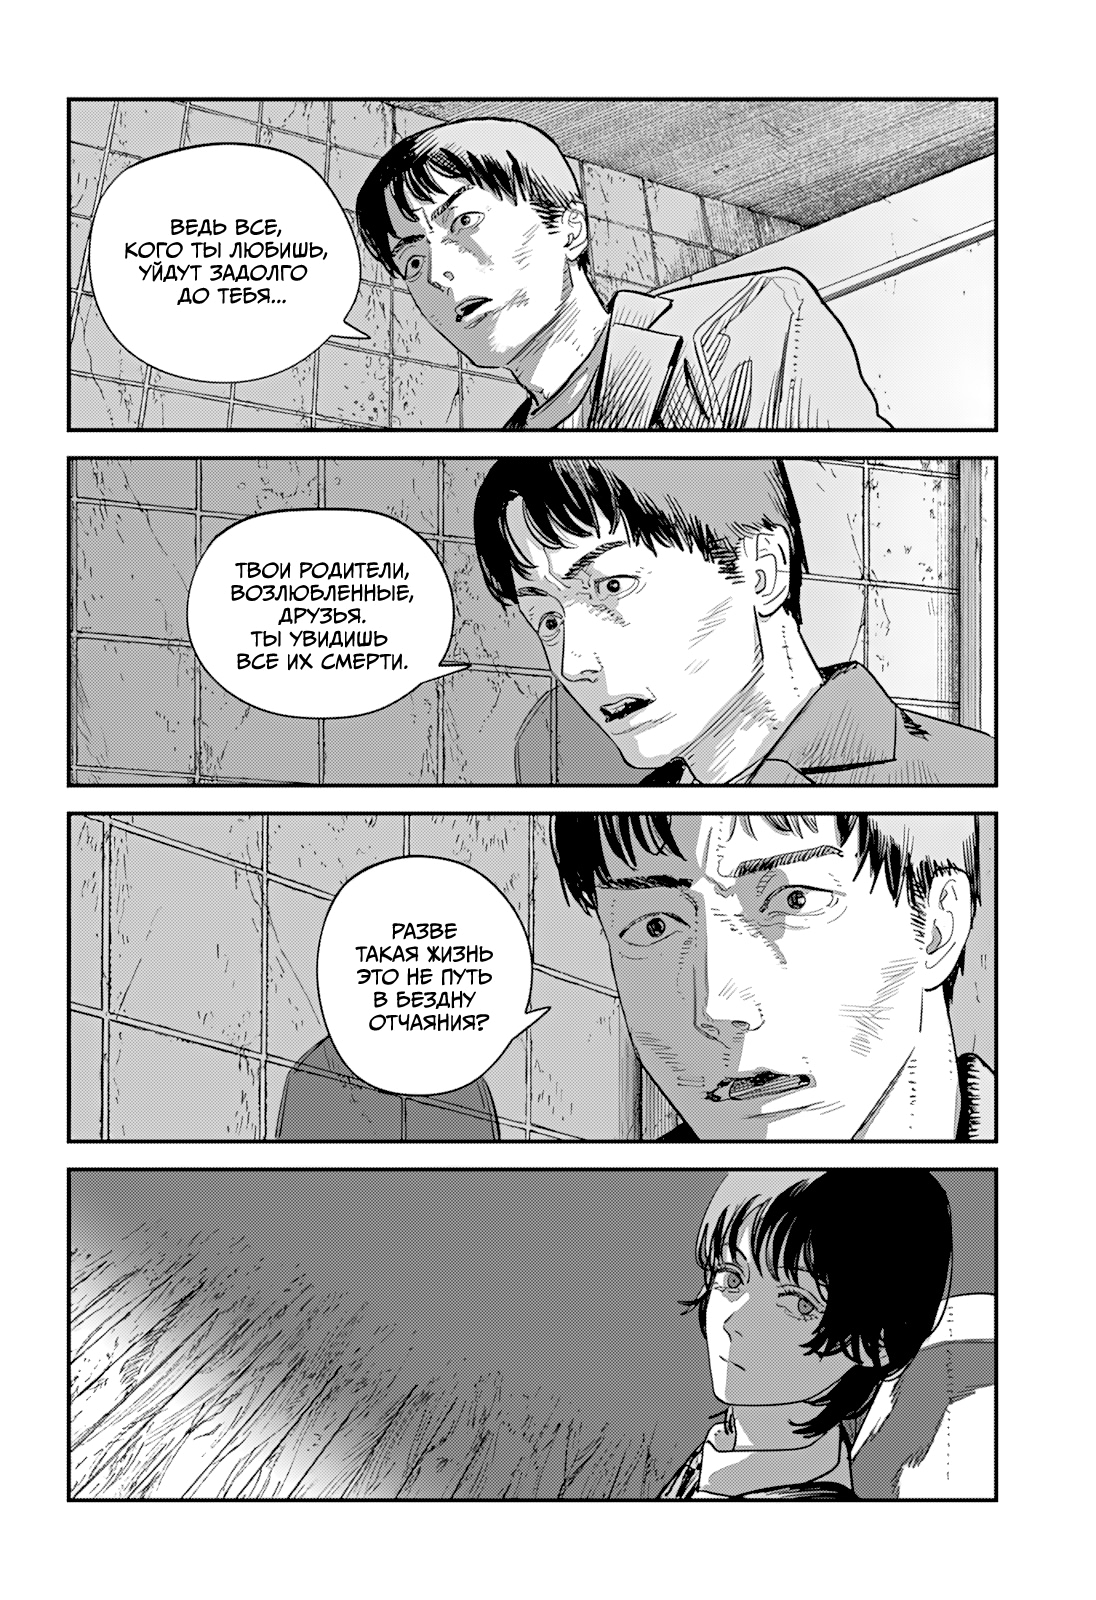 ВЕДЬ ВСЕ,
КОГО ТЫ ЛЮБИШЬ,
УЙДУТ ЗАДОЛГО
ДО ТЕБЯ...
ТВОИ РОДИТЕЛИ,
ВОЗЛЮБЛЕННЫЕ,
ДРУЗЬЯ.
ТЫ УВИДИШЬ
ВСЕ ИХ СМЕРТИ.
РАЗВЕ
ТАКАЯ ЖИЗНЬ
ЭТО НЕ ПУТЬ
В БЕЗДНУ
ОТЧАЯНИЯ?